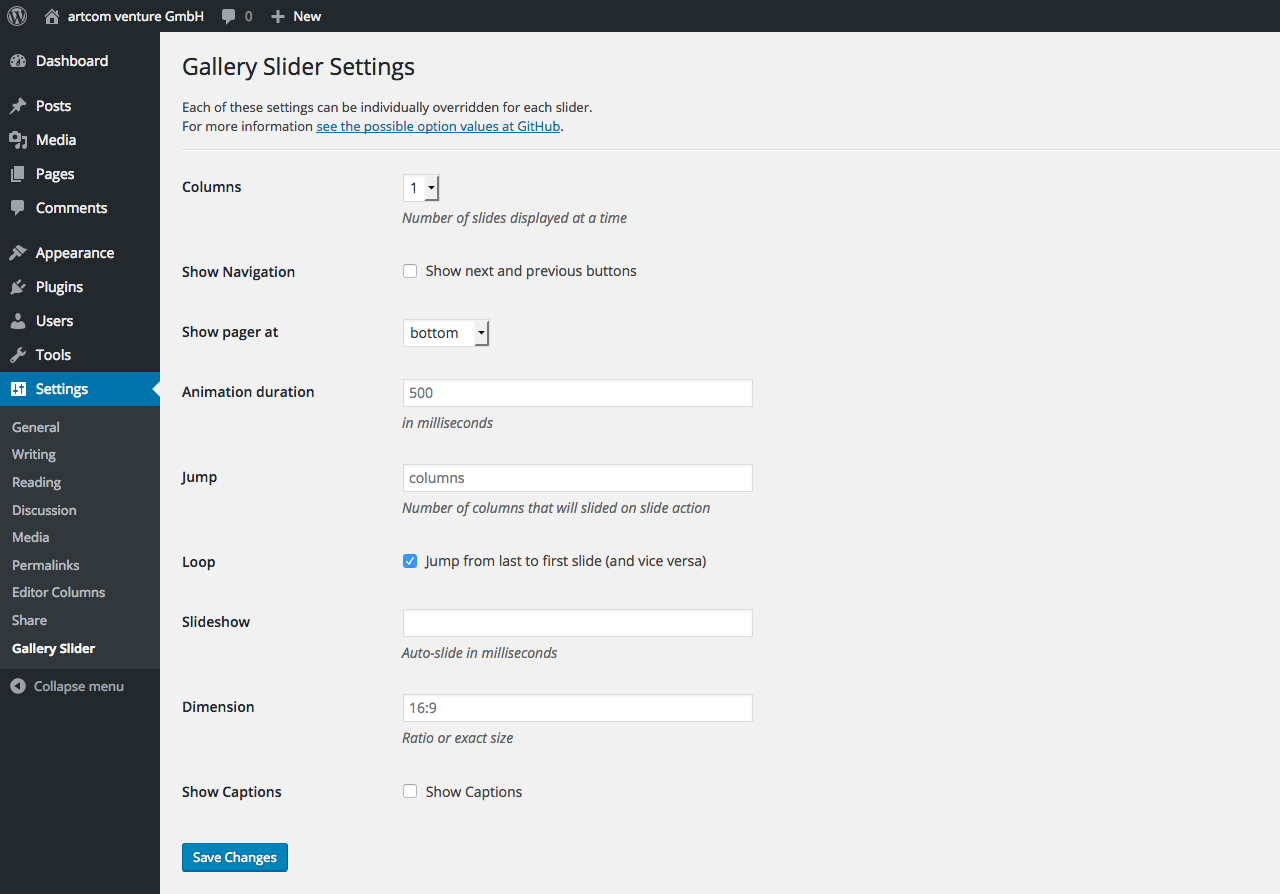 artcom venture GmbH 0 New
Dashboard
Posts
Media
Pages
Comments
Appearance
Plugins
Users
Tools
Settings
General
Writing
Reading
Discussion
Media
Permalinks
Editor Columns
Share
Gallery Slider
Collapse menu
Gallery Slider Settings
Each of these settings can be individually overridden for each slider.
For more information see the possible option values at GitHub.
Columns 1
Number of slides displayed at a time
Show Navigation Show next and previous buttons
Show pager at bottom
Animation duration 500
in milliseconds
Jump columns
Number of columns that will slided on slide action
Loop Jump from last to first slide (and vice versa)
Slideshow
Auto-slide in milliseconds
Dimension 16:9
Ratio or exact size
Show Captions Show Captions
Save Changes